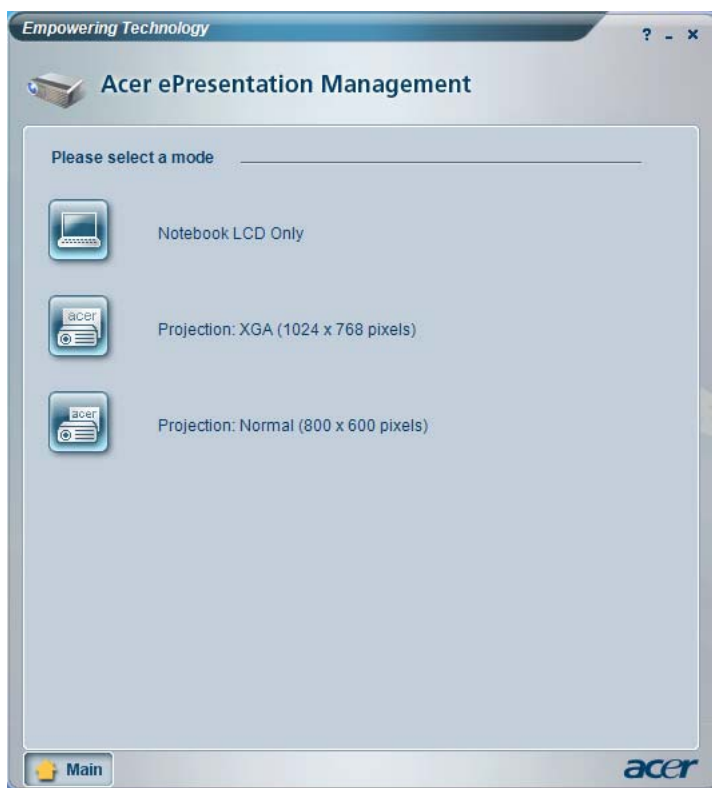 Empowering Technology
? - ×
Acer ePresentation Management
Please select a mode
Notebook LCD Only
acer
Projection: XGA (1024 x 768 pixels)
acer
Projection: Normal (800 x 600 pixels)
Main
acer